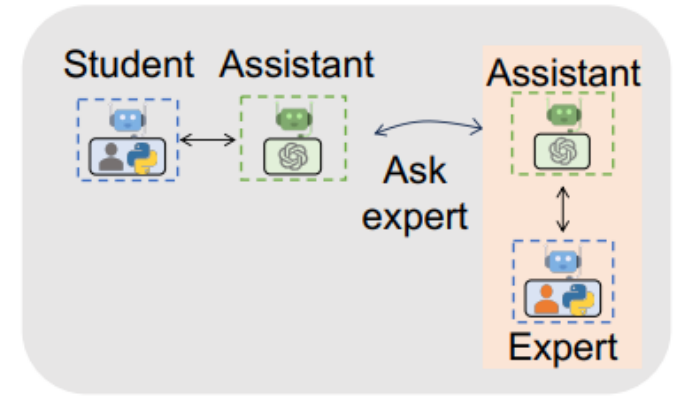 Student
Assistant
Assistant
Ask
expert
Expert